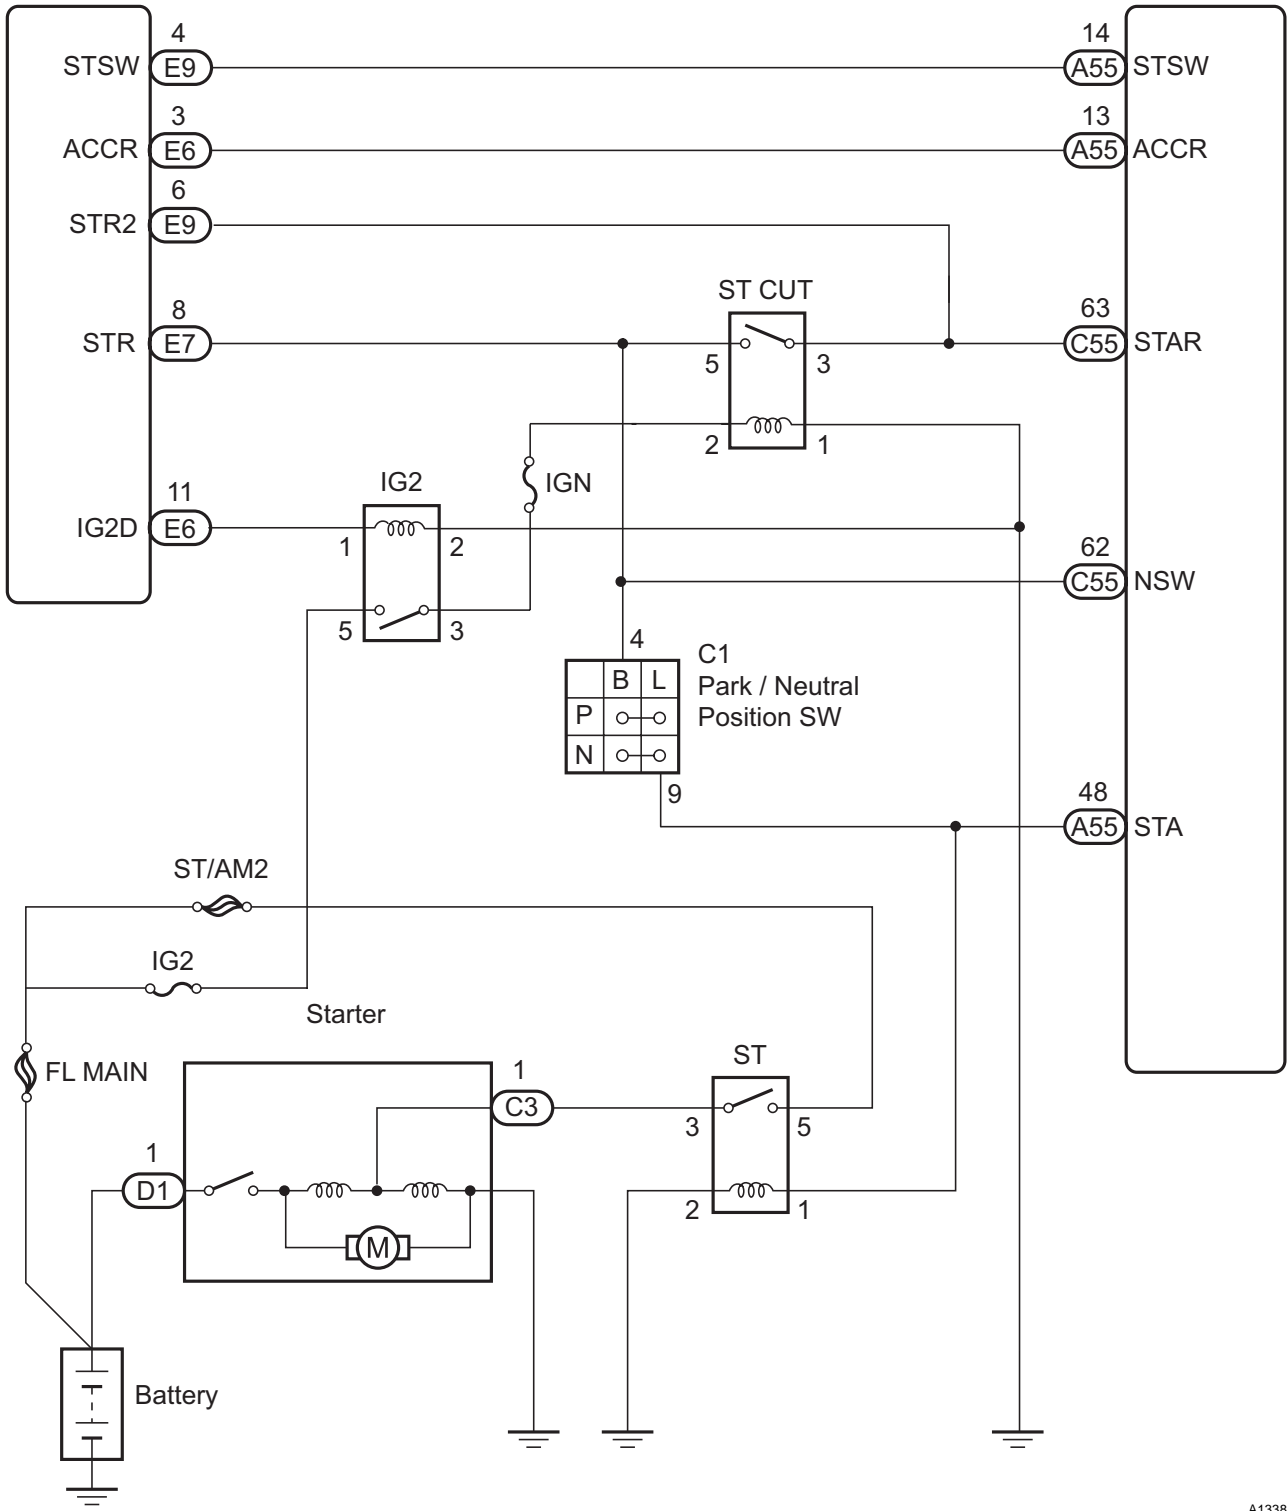 4
14
STSW E9
A55 STSW
3
13
ACCR E6
A55 ACCR
6
STR2 E9
ST CUT
8
63
STR E7
C55 STAR
5
3
2
1
IGN
IG2
11
IG2D E6
1
2
62
C55 NSW
5
3
4
C1
Park / Neutral
Position SW
B L
P
N
9
48
A55 STA
ST/AM2
IG2
Starter
FL MAIN
ST
1
C3
3
5
1
D1
2
1
M
Battery
A1338